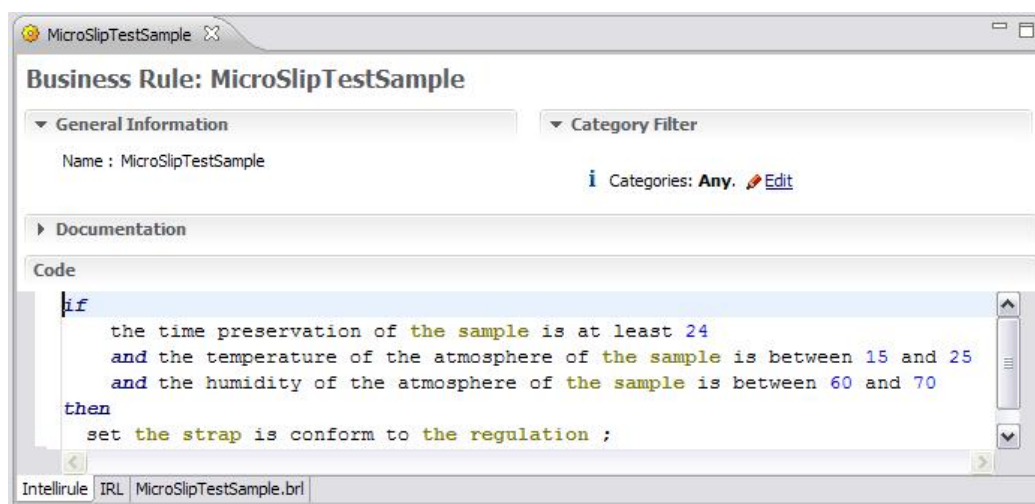 MicroSlipTestSample
Business Rule: MicroSlipTestSample
General Information
Category Filter
Name : MicroSlipTestSample
i Categories: Any. Edit
Documentation
Code
if
the time preservation of the sample is at least 24
and the temperature of the atmosphere of the sample is between 15 and 25
and the humidity of the atmosphere of the sample is between 60 and 70
then
set the strap is conform to the regulation ;
Intellirule IRL MicroSlipTestSample.brl